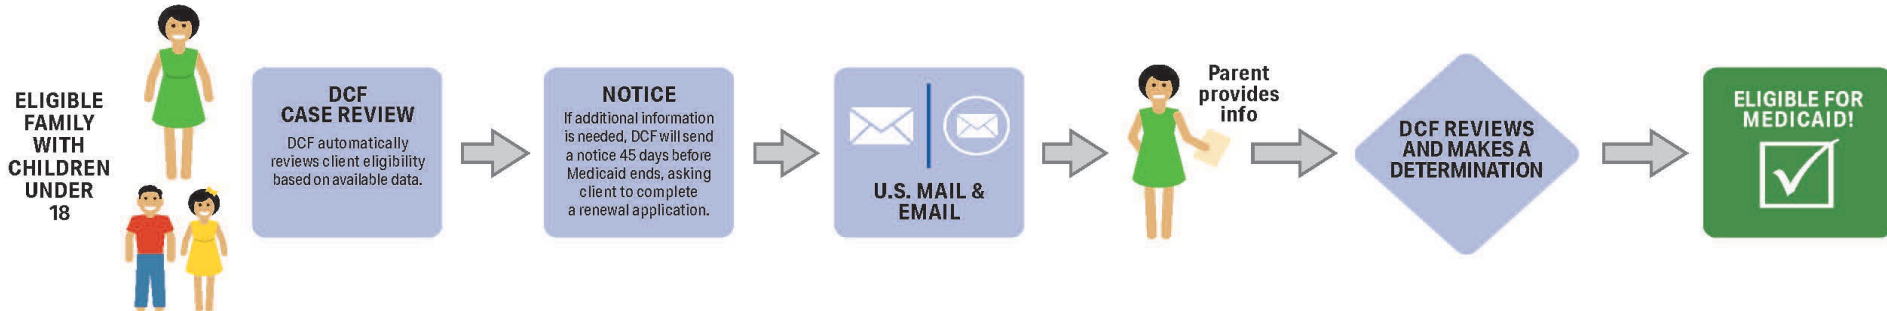 ELIGIBLE
FAMILY
WITH
CHILDREN
UNDER
18
DCF
CASE REVIEW
DCF automatically
reviews client eligibility
based on available data.
NOTICE
If additional information
is needed, DCF will send
a notice 45 days before
Medicaid ends, asking
client to complete
a renewal application.
U.S. MAIL &
EMAIL
Parent
provides
info
DCF REVIEWS
AND MAKES A
DETERMINATION
ELIGIBLE FOR
MEDICAID!